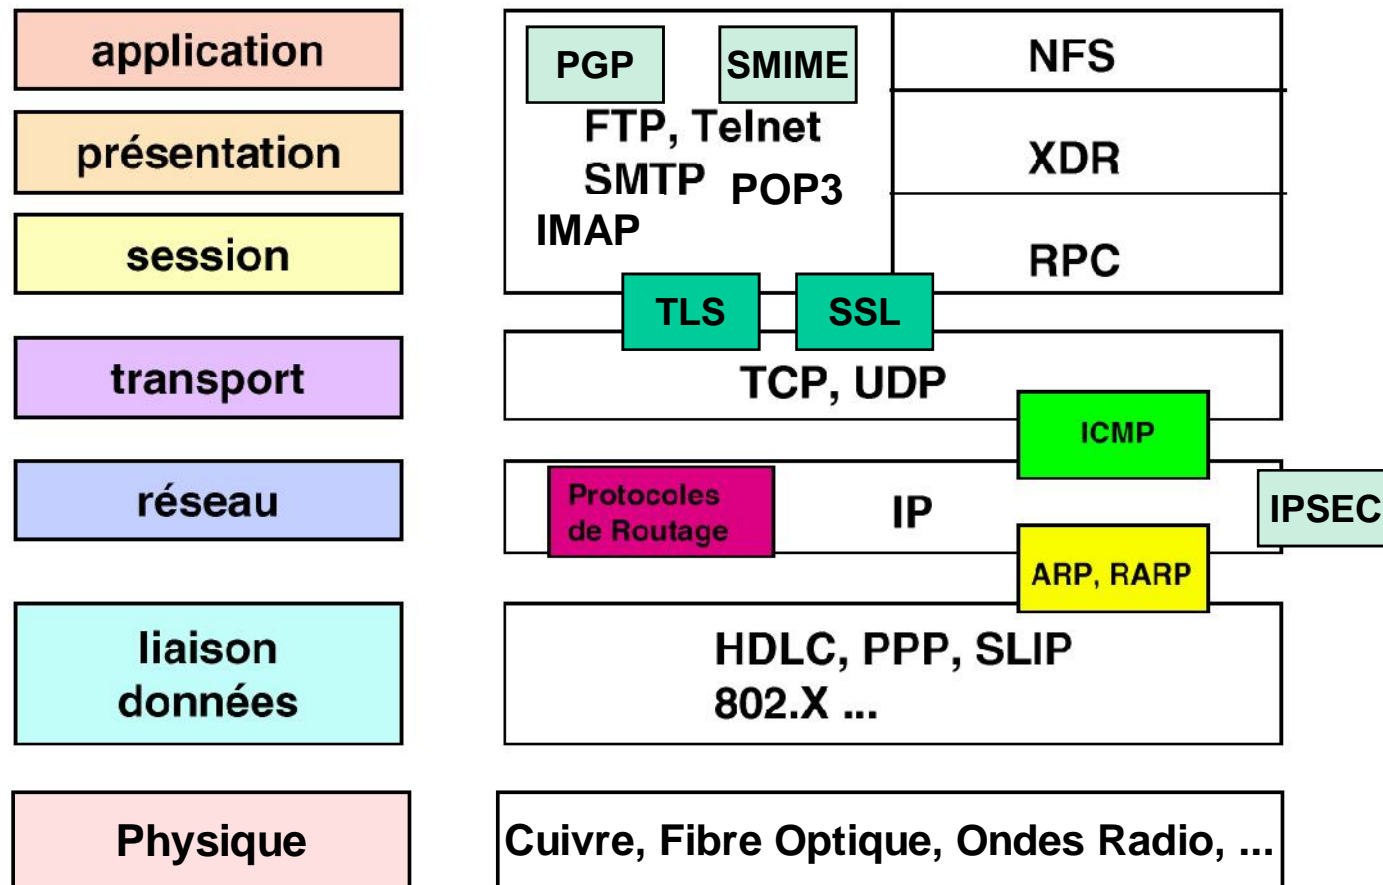 application
PGP
SMIME
NFS
présentation
FTP, Telnet
SMTP
POP3
XDR
session
IMAP
RPC
TLS
SSL
transport
TCP, UDP
ICMP
réseau
Protocoles
de Routage
IP
IPSEC
ARP, RARP
liaison
données
HDLC, PPP, SLIP
802.X ...
Physique
Cuivre, Fibre Optique, Ondes Radio, ...